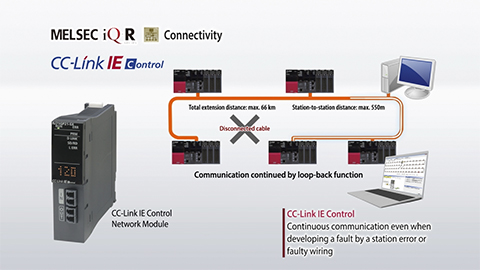 MELSEC iQ R Connectivity
CC-Link IE Control
Total extension distance: max. 66 km
Station-to-station distance: max. 550m
Disconnected cable
Communication continued by loop-back function
420
CC-Link IE Control
Network Module
CC-Link IE Control
Continuous communication even when
developing a fault by a station error or
faulty wiring